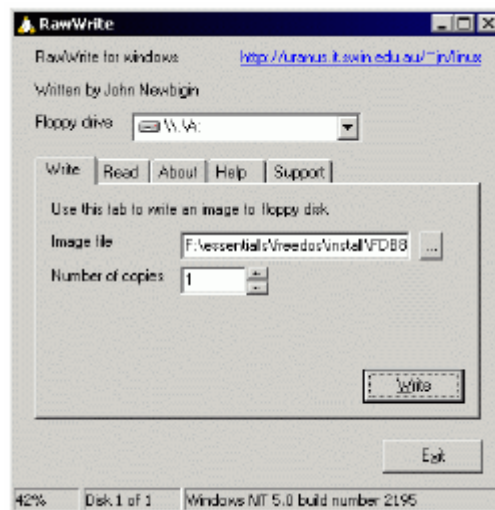 RawWrite
RawWrite for windows http://uranus.it.swin.edu.au/~jn/linux
Written by John Newbigin
Floppy drive \\.\A:
Write Read About Help Support
Use this tab to write an image to floppy disk
Image file F:\essentials\freedos\install\FDB8 ...
Number of copies 1
Write
Exit
42% Disk 1 of 1 Windows NT 5.0 build number 2195